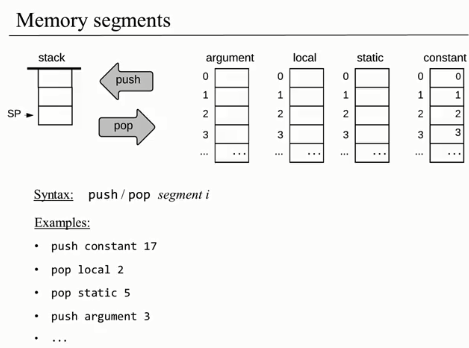 Memory segments
stack
push
pop
SP
argument
0
1
2
3
...
...
local
0
1
2
3
...
...
static
0
1
2
3
...
...
constant
0 0
1 1
2 2
3 3
... ...
Syntax: push / pop segment i
Examples:
• push constant 17
• pop local 2
• pop static 5
• push argument 3
• ...